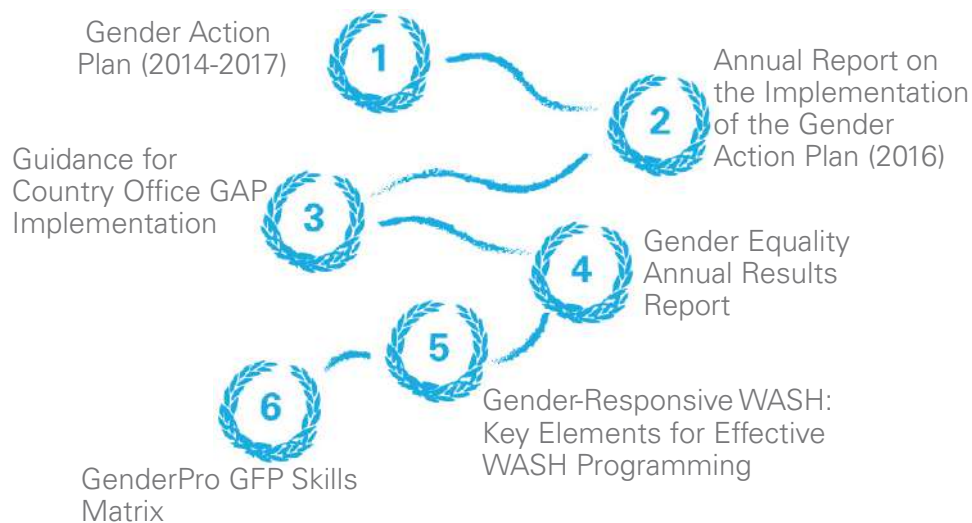 Gender Action
Plan (2014-2017)
1
2
Annual Report on
the Implementation
of the Gender
Action Plan (2016)
Guidance for
Country Office GAP
Implementation
3
4
Gender Equality
Annual Results
Report
5
Gender-Responsive WASH:
Key Elements for Effective
WASH Programming
6
GenderPro GFP Skills
Matrix